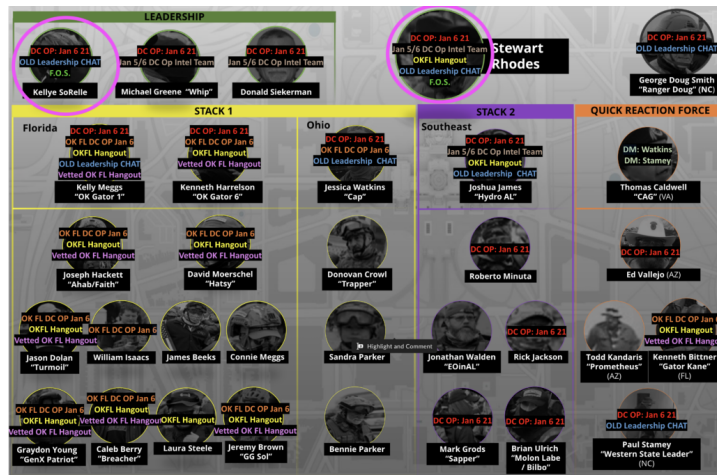 LEADERSHIP
DC OP: Jan 6 21
OLD Leadership CHAT
F.O.S.
Kellye SoRelle
DC OP: Jan 6 21
Jan 5/6 DC Op Intel Team
Michael Greene "Whip"
DC OP: Jan 6 21
Jan 5/6 DC Op Intel Team
Donald Siekerman
DC OP: Jan 6 21
Jan 5/6 DC Op Intel Team
OKFL Hangout
OLD Leadership CHAT
F.O.S.
Stewart
Rhodes
DC OP: Jan 6 21
OLD Leadership CHAT
George Doug Smith
"Ranger Doug" (NC)
STACK 1
Florida
DC OP: Jan 6 21
OK FL DC OP Jan 6
OKFL Hangout
OLD Leadership CHAT
Vetted OK FL Hangout
Kelly Meggs
"OK Gator 1"
DC OP: Jan 6 21
OK FL DC OP Jan 6
OKFL Hangout
Vetted OK FL Hangout
Kenneth Harrelson
"OK Gator 6"
Ohio
DC OP: Jan 6 21
OK FL DC OP Jan 6
OLD Leadership CHAT
Jessica Watkins
"Cap"
STACK 2
Southeast
DC OP: Jan 6 21
Jan 5/6 DC Op Intel Team
OKFL Hangout
OLD Leadership CHAT
Joshua James
"Hydro AL"
QUICK REACTION FORCE
DM: Watkins
DM: Stamey
Thomas Caldwell
"CAG" (VA)
OK FL DC OP Jan 6
OKFL Hangout
Vetted OK FL Hangout
Joseph Hackett
"Ahab/Faith"
OK FL DC OP Jan 6
OKFL Hangout
Vetted OK FL Hangout
David Moerschel
"Hatsy"
Donovan Crowl
"Trapper"
DC OP: Jan 6 21
Roberto Minuta
DC OP: Jan 6 21
Ed Vallejo (AZ)
OK FL DC OP Jan 6
OKFL Hangout
Vetted OK FL Hangout
Jason Dolan
"Turmoil"
OK FL DC OP Jan 6
William Isaacs
James Beeks
Connie Meggs
Sandra Parker
Highlight and Comment
Jonathan Walden
"EOinAL"
DC OP: Jan 6 21
Rick Jackson
Todd Kandaris
"Prometheus"
(AZ)
OK FL DC OP Jan 6
OKFL Hangout
Vetted OK FL Hangout
Kenneth Bittner
"Gator Kane"
(FL)
OK FL DC OP Jan 6
OKFL Hangout
Vetted OK FL Hangout
Graydon Young
"GenX Patriot"
OK FL DC OP Jan 6
OKFL Hangout
Vetted OK FL Hangout
Caleb Berry
"Breacher"
OKFL Hangout
Laura Steele
OK FL DC OP Jan 6
OKFL Hangout
Vetted OK FL Hangout
Jeremy Brown
"GG Sol"
Bennie Parker
DC OP: Jan 6 21
Mark Grods
"Sapper"
DC OP: Jan 6 21
Brian Ulrich
"Molon Labe
/ Bilbo"
DC OP: Jan 6 21
OLD Leadership CHAT
Paul Stamey
"Western State Leader"
(NC)